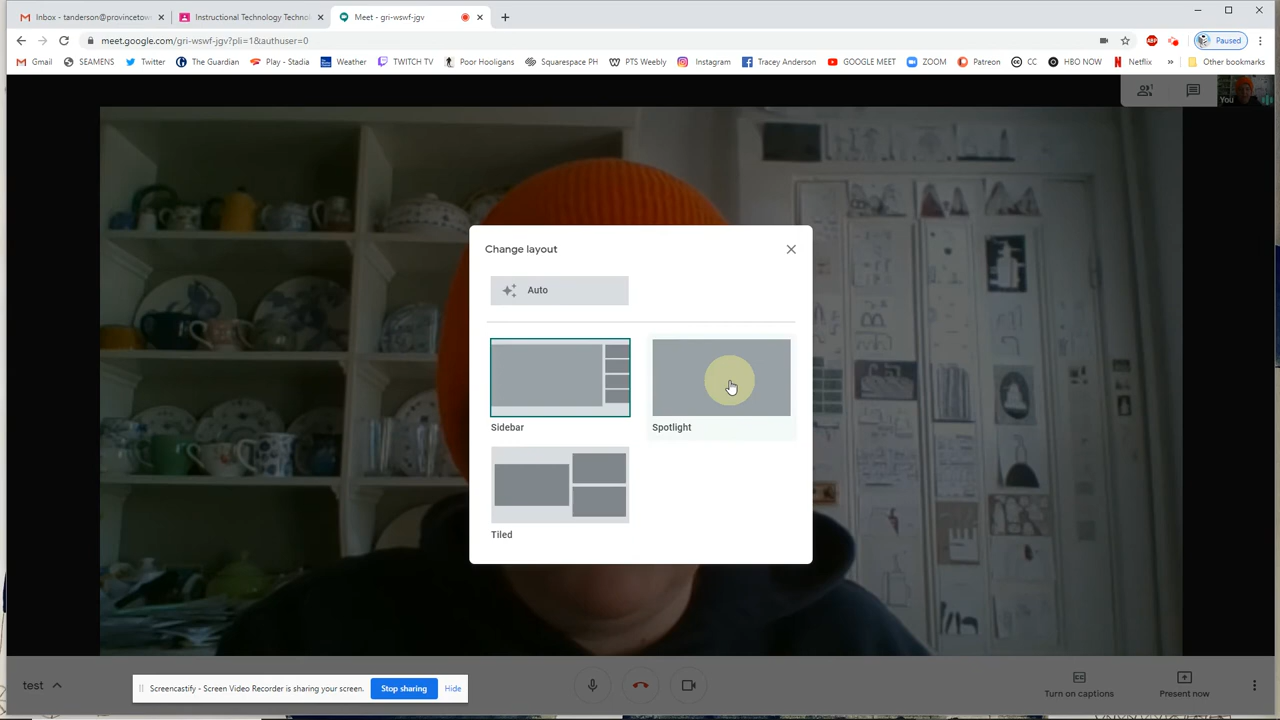 Inbox - tanderson@provincetow
Instructional Technology Technol
Meet - gri-wswf-jgv
meet.google.com/gri-wswf-jgv?pli=1&authuser=0
ABP
Paused
Gmail
SEAMENS
Twitter
The Guardian
Play - Stadia
Weather
TWITCH TV
Poor Hooligans
Squarespace PH
PTS Weekly
Instagram
Tracey Anderson
GOOGLE MEET
ZOOM
Patreon
CC
HBO NOW
Netflix
»
Other bookmarks
1
You
Change layout
Auto
Sidebar
Spotlight
Tiled
test
Screencastify - Screen Video Recorder is sharing your screen.
Stop sharing
Hide
Turn on captions
Present now